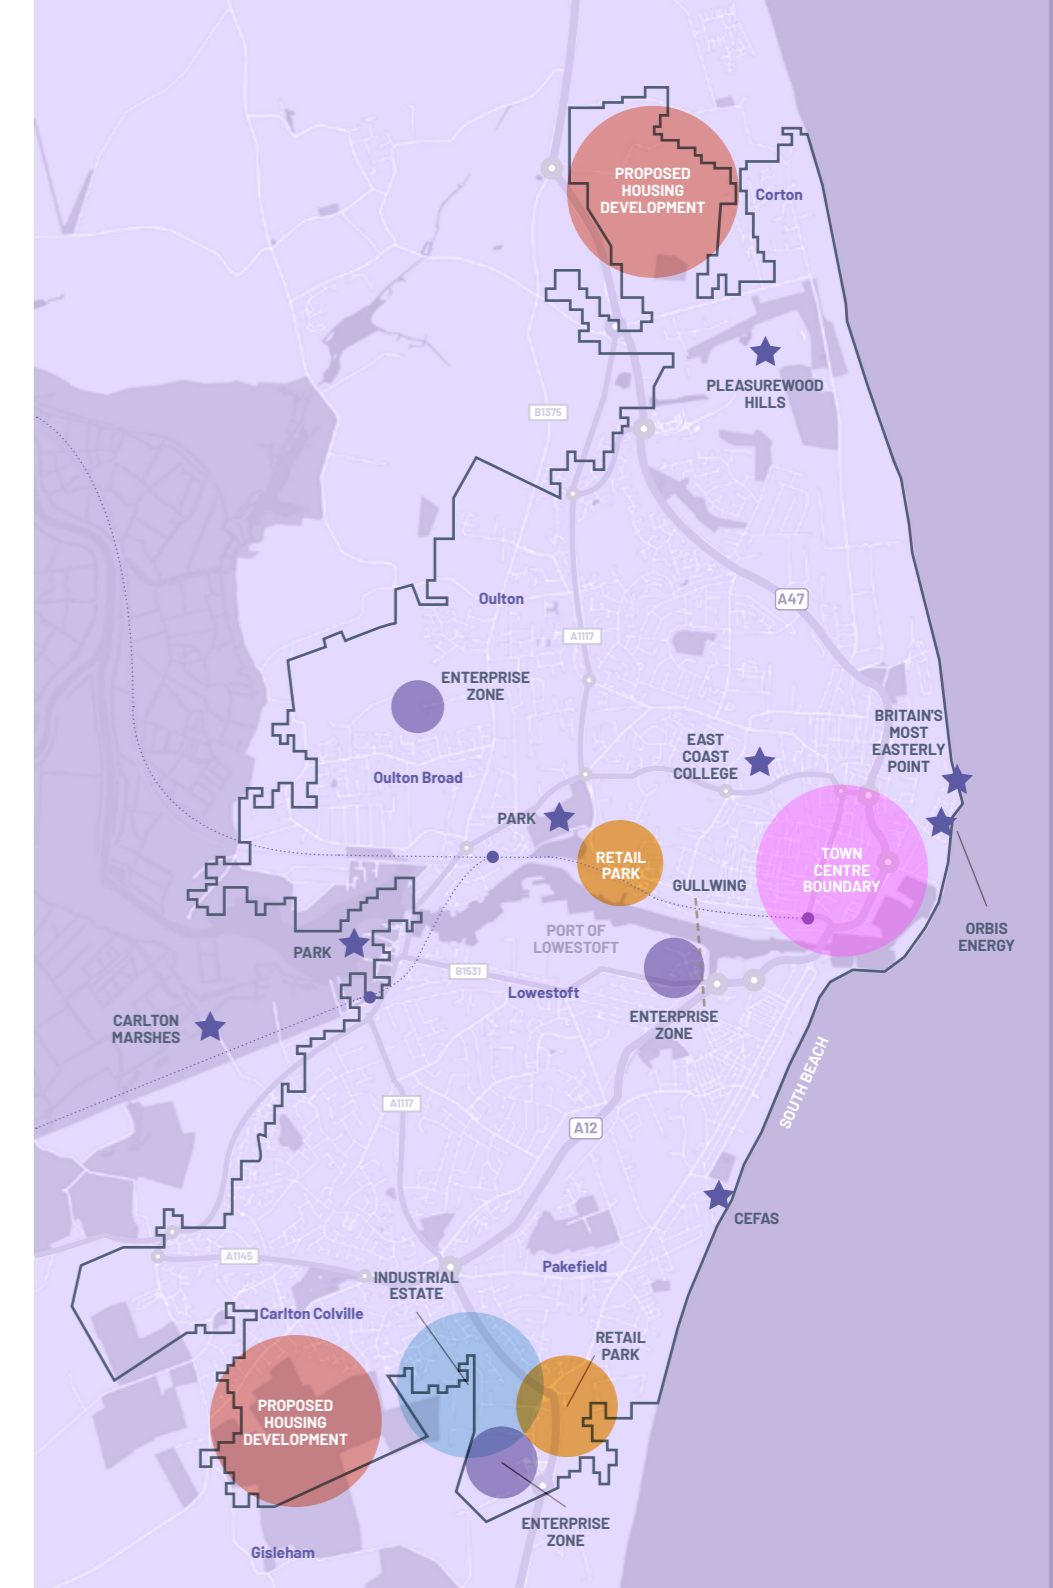 PROPOSED
HOUSING
DEVELOPMENT
Corton
PLEASUREWOOD
HILLS
B1375
Oulton
A47
A1117
ENTERPRISE
ZONE
BRITAIN'S
MOST
EASTERLY
POINT
EAST
COAST
COLLEGE
Oulton Broad
PARK
RETAIL
PARK
TOWN
CENTRE
BOUNDARY
GULLWING
PORT OF
LOWESTOFT
ORBIS
ENERGY
PARK
B1531
Lowestoft
ENTERPRISE
ZONE
CARLTON
MARSHES
SOUTH BEACH
A1117
A12
CEFAS
A1145
Pakefield
INDUSTRIAL
ESTATE
Carlton Colville
RETAIL
PARK
PROPOSED
HOUSING
DEVELOPMENT
ENTERPRISE
ZONE
Gisleham